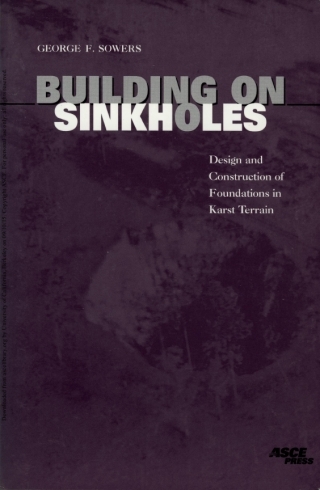 GEORGE F. SOWERS
BUILDING ON
SINKHOLES
Design and
Construction of
Foundations in
Karst Terrain
ASCE
PRESS